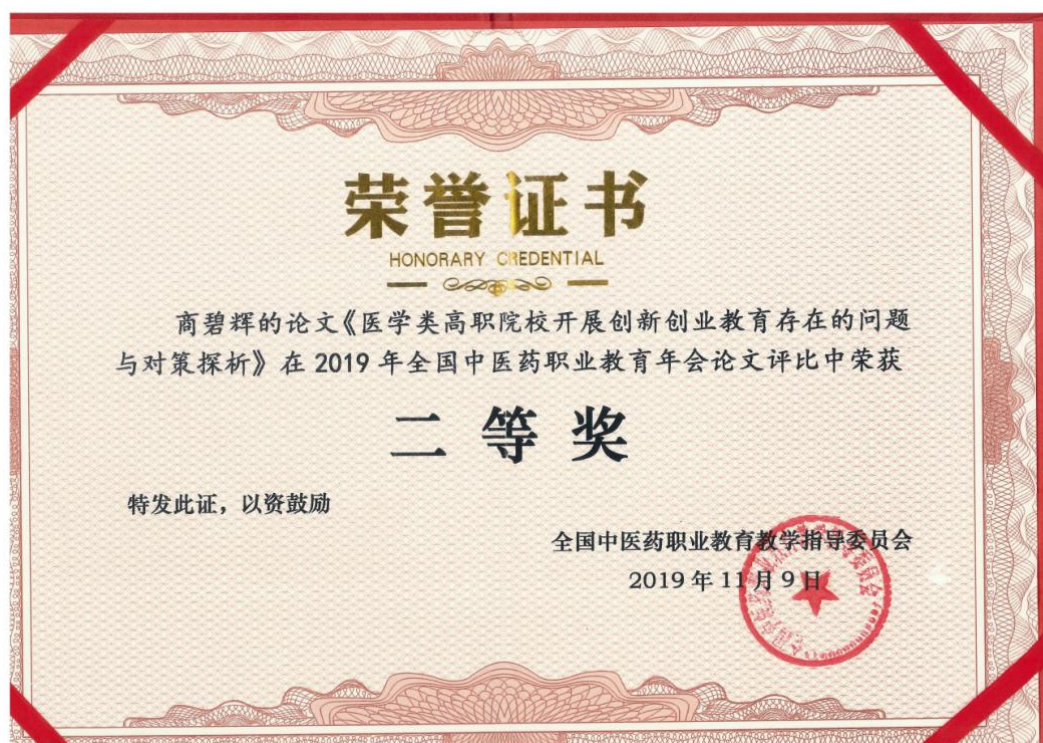 荣誉证书
HONORARY CREDENTIAL
商碧辉的论文《医学类高职院校开展创新创业教育存在的问题
与对策探析》在 2019 年全国中医药职业教育年会论文评比中荣获
二等奖
特发此证，以资鼓励
全国中医药职业教育教学指导委员会
2019 年 11 月 9 日